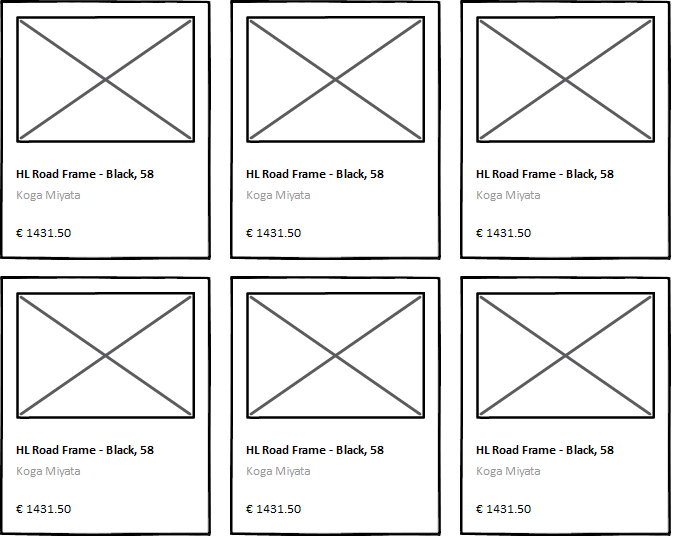 HL Road Frame - Black, 58
Koga Miyata
€ 1431.50
HL Road Frame - Black, 58
Koga Miyata
€ 1431.50
HL Road Frame - Black, 58
Koga Miyata
€ 1431.50
HL Road Frame - Black, 58
Koga Miyata
€ 1431.50
HL Road Frame - Black, 58
Koga Miyata
€ 1431.50
HL Road Frame - Black, 58
Koga Miyata
€ 1431.50